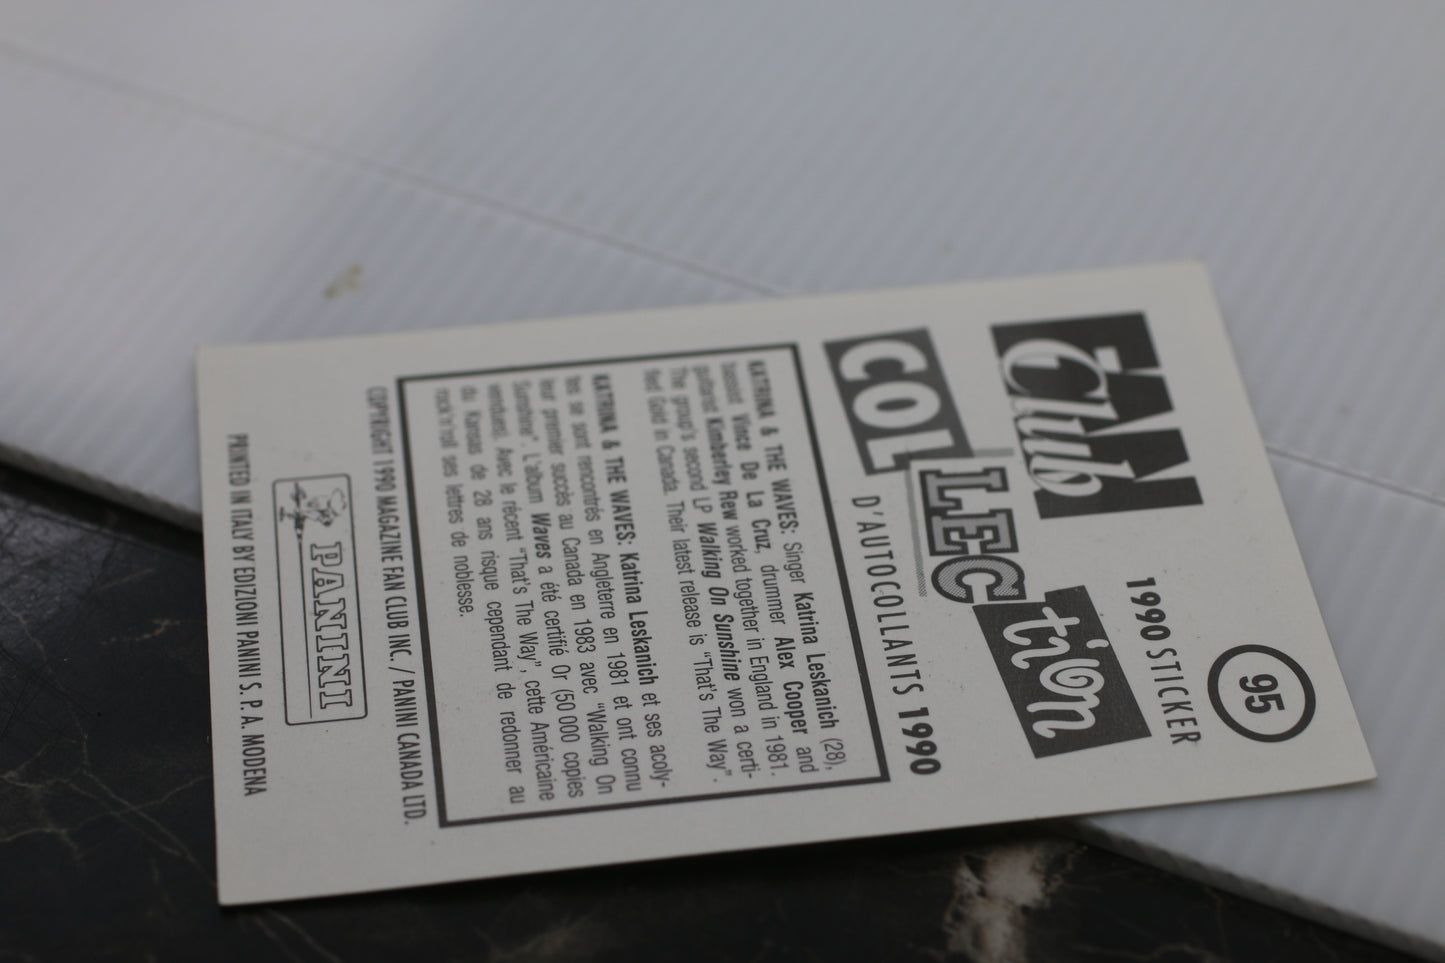 95
FAN
Club
1990 STICKER
COLLECTION
D'AUTOCOLLANTS 1990
KATRINA & THE WAVES: Singer Katrina Leskanich (28),
bassist Vince De La Cruz, drummer Alex Cooper and
guitarist Kimberley Rew worked together in England in 1981.
The group's second LP Walking On Sunshine won a certi-
fied Gold in Canada. Their latest release is "That's The Way".
KATRINA & THE WAVES: Katrina Leskanich et ses acoly-
tes se sont rencontrés en Angleterre en 1981 et ont connu
leur premier succès au Canada en 1983 avec "Walking On
Sunshine". L'album Waves a été certifié Or (50 000 copies
vendues). Avec le récent "That's The Way", cette Américaine
du Kansas de 28 ans risque cependant de redonner au
rock'n'roll ses lettres de noblesse.
COPYRIGHT 1990 MAGAZINE FAN CLUB INC. / PANINI CANADA LTD.
PANINI
PRINTED IN ITALY BY EDIZIONI PANINI S.P.A. MODENA